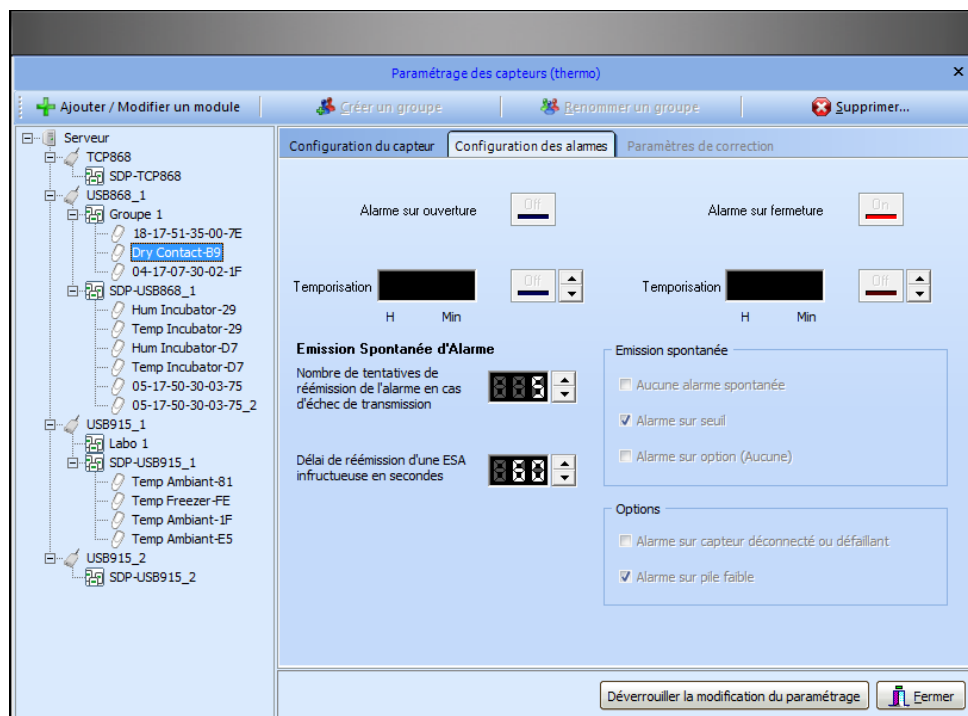 Paramétrage des capteurs (thermo)
Ajouter / Modifier un module
Créer un groupe
Renommer un groupe
Supprimer...
Serveur
TCP868
SDP-TCP868
USB868_1
Groupe 1
18-17-51-35-00-7E
Dry Contact-B9
04-17-07-30-02-1F
SDP-USB868_1
Hum Incubator-29
Temp Incubator-29
Hum Incubator-D7
Temp Incubator-D7
05-17-50-30-03-75
05-17-50-30-03-75_2
USB915_1
Labo 1
SDP-USB915_1
Temp Ambiant-81
Temp Freezer-FE
Temp Ambiant-1F
Temp Ambiant-E5
USB915_2
SDP-USB915_2
Configuration du capteur
Configuration des alarmes
Paramètres de correction
Alarme sur ouverture
Off
Alarme sur fermeture
On
Temporisation
Off
H Min
Temporisation
Off
H Min
Emission Spontanée d'Alarme
Nombre de tentatives de
réémission de l'alarme en cas
d'échec de transmission
Délai de réémission d'une ESA
infructueuse en secondes
Emission spontanée
Aucune alarme spontanée
Alarme sur seuil
Alarme sur option (Aucune)
Options
Alarme sur capteur déconnecté ou défaillant
Alarme sur pile faible
Déverrouiller la modification du paramétrage
Fermer